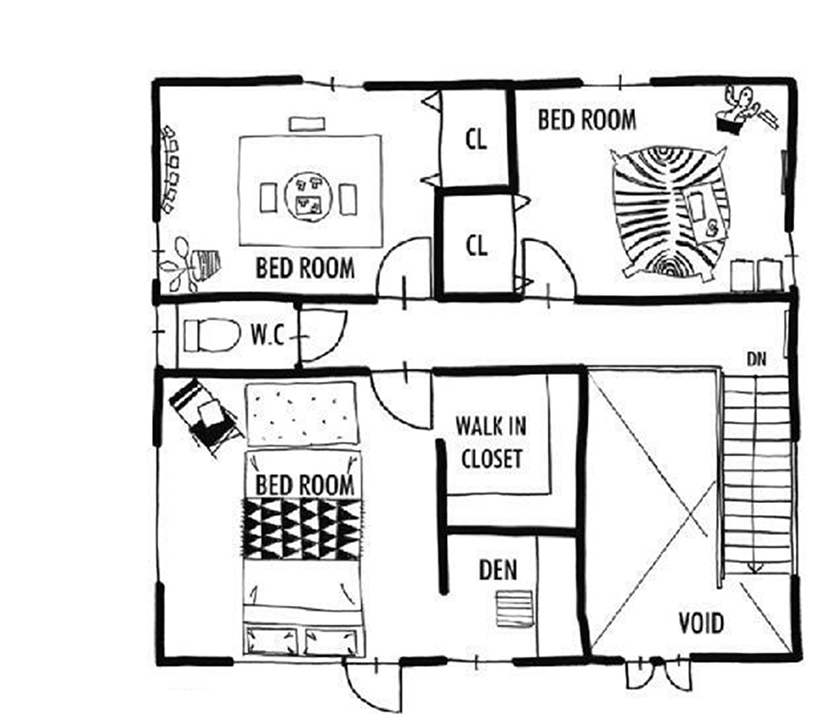 CL
BED ROOM
CL
BED ROOM
W.C
DN
WALK IN
CLOSET
BED ROOM
DEN
VOID